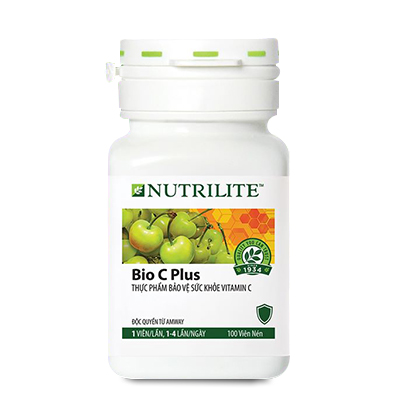 NUTRILITE™
1934
Bio C Plus
THỰC PHẨM BẢO VỆ SỨC KHỎE VITAMIN C
ĐỘC QUYỀN TỪ AMWAY
1 VIÊN/LẦN, 1-4 LẦN/NGÀY
100 Viên Nén